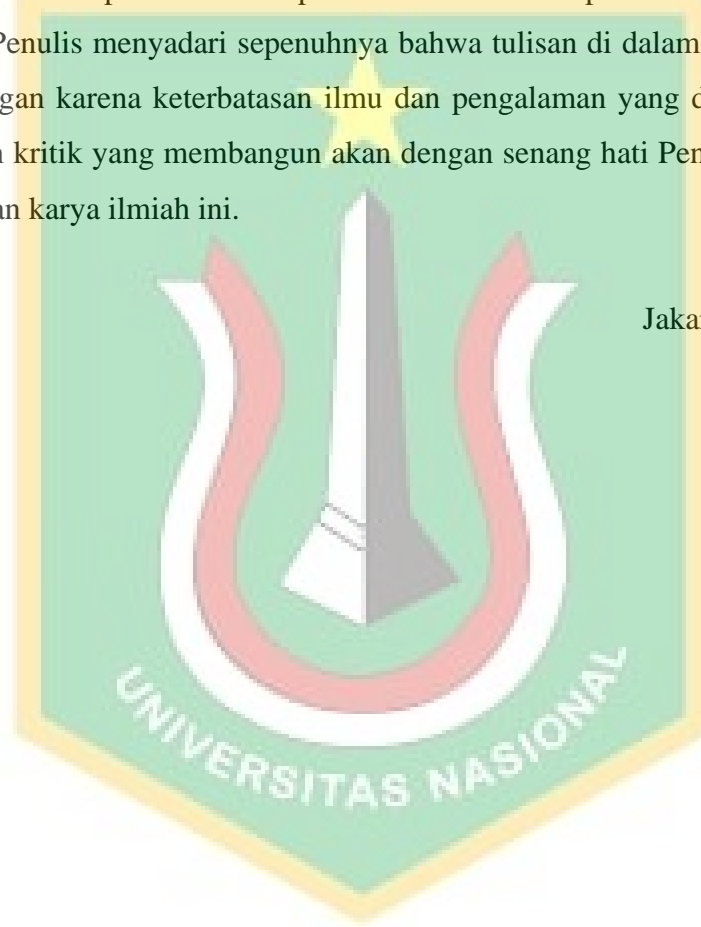 Penulis menyadari sepenuhnya bahwa tulisan di dalam
gan karena keterbatasan ilmu dan pengalaman yang d
n kritik yang membangun akan dengan senang hati Pen
an karya ilmiah ini.
Jakar
UNIVERSITAS NASIONAL